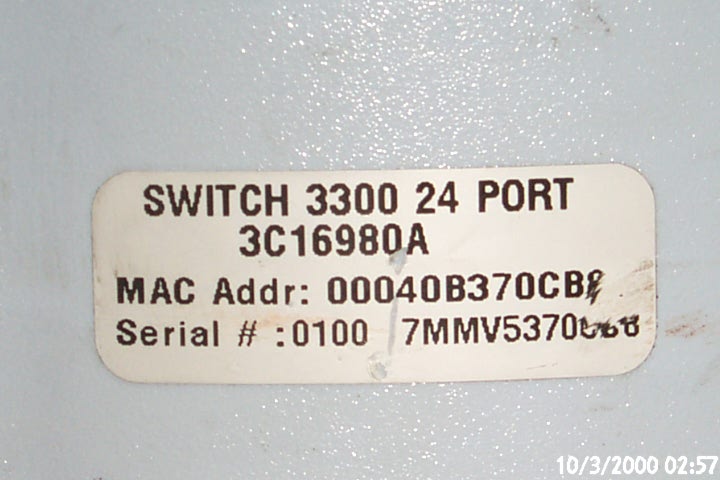 SWITCH 3300 24 PORT
3C16980A
MAC Addr:
Serial # :0100
10/3/2000 02:57